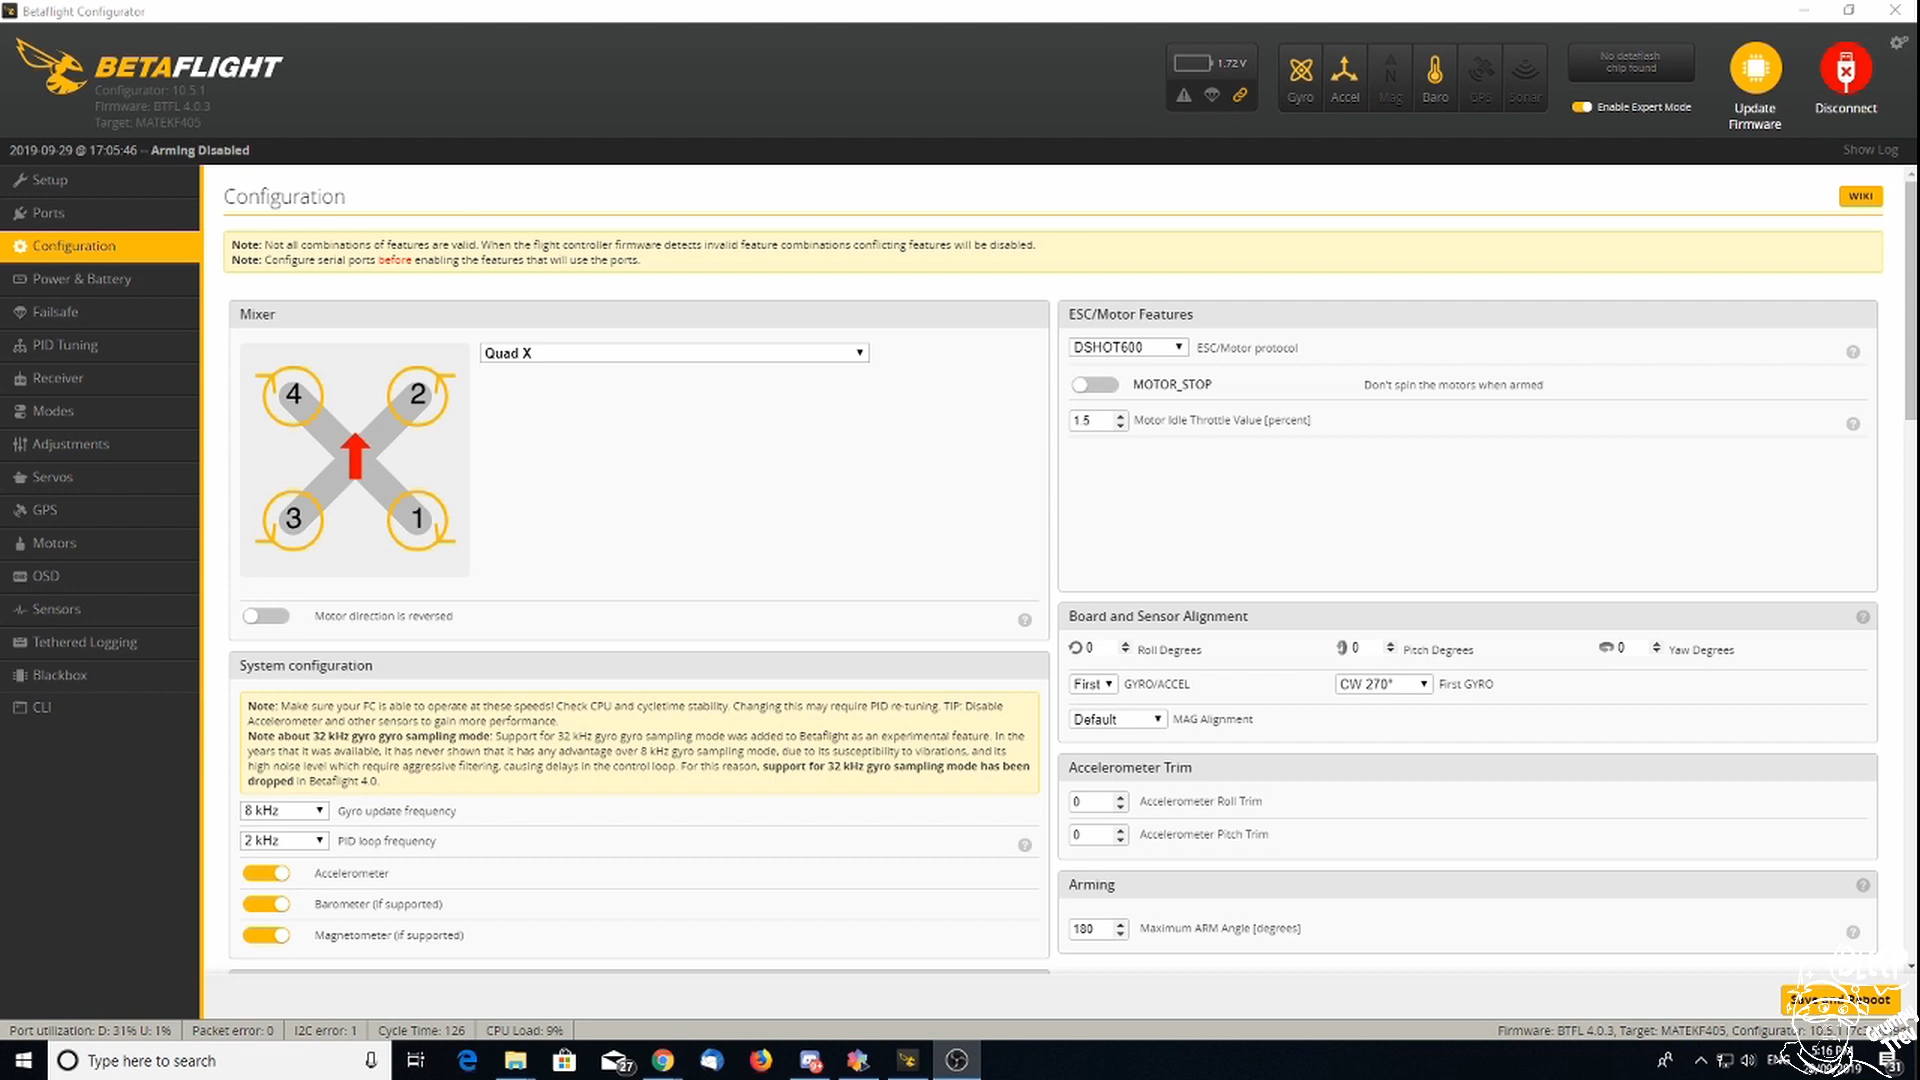 Betaflight Configurator
BETAFLIGHT
Configurator: 10.5.1
Firmware: BTFL 4.0.3
Target: MATEKF405
1.72 V
Gyro
Accel
Mag
Baro
GPS
Sonar
No dataflash
chip found
Enable Expert Mode
Update
Firmware
Disconnect
2019-09-29 @ 17:05:46 -- Arming Disabled
Show Log
Setup
Ports
Configuration
Power & Battery
Failsafe
PID Tuning
Receiver
Modes
Adjustments
Servos
GPS
Motors
OSD
Sensors
Tethered Logging
Blackbox
CLI
Configuration
WIKI
Note: Not all combinations of features are valid. When the flight controller firmware detects invalid feature combinations conflicting features will be disabled.
Note: Configure serial ports before enabling the features that will use the ports.
Mixer
Quad X
4
2
3
1
Motor direction is reversed
System configuration
Note: Make sure your FC is able to operate at these speeds! Check CPU and cycletime stability. Changing this may require PID re-tuning. TIP: Disable
Accelerometer and other sensors to gain more performance.
Note about 32 kHz gyro gyro sampling mode: Support for 32 kHz gyro gyro sampling mode was added to Betaflight as an experimental feature. In the
years that it was available, it has never shown that it has any advantage over 8 kHz gyro sampling mode, due to its susceptibility to vibrations, and its
high noise level which require aggressive filtering, causing delays in the control loop. For this reason, support for 32 kHz gyro sampling mode has been
dropped in Betaflight 4.0.
8 kHz Gyro update frequency
2 kHz PID loop frequency
Accelerometer
Barometer (if supported)
Magnetometer (if supported)
ESC/Motor Features
DSHOT600 ESC/Motor protocol
MOTOR_STOP Don't spin the motors when armed
1.5 Motor Idle Throttle Value [percent]
Board and Sensor Alignment
0 Roll Degrees 0 Pitch Degrees 0 Yaw Degrees
First GYRO/ACCEL CW 270° First GYRO
Default MAG Alignment
Accelerometer Trim
0 Accelerometer Roll Trim
0 Accelerometer Pitch Trim
Arming
180 Maximum ARM Angle [degrees]
Save and Reboot
Port utilization: D: 31% U: 1% Packet error: 0 I2C error: 1 Cycle Time: 126 CPU Load: 9%
Firmware: BTFL 4.0.3, Target: MATEKF405, Configurator: 10.5.1
Type here to search
27
9+
ENG
5:16 PM
31